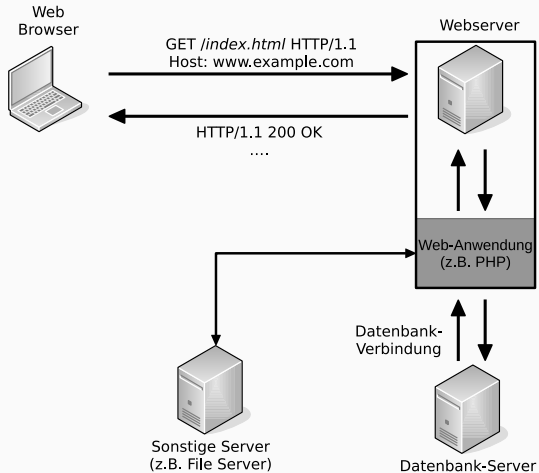 Web
Browser
GET /index.html HTTP/1.1
Host: www.example.com
Webserver
HTTP/1.1 200 OK
....
Web-Anwendung
(z.B. PHP)
Datenbank-
Verbindung
Sonstige Server
(z.B. File Server)
Datenbank-Server